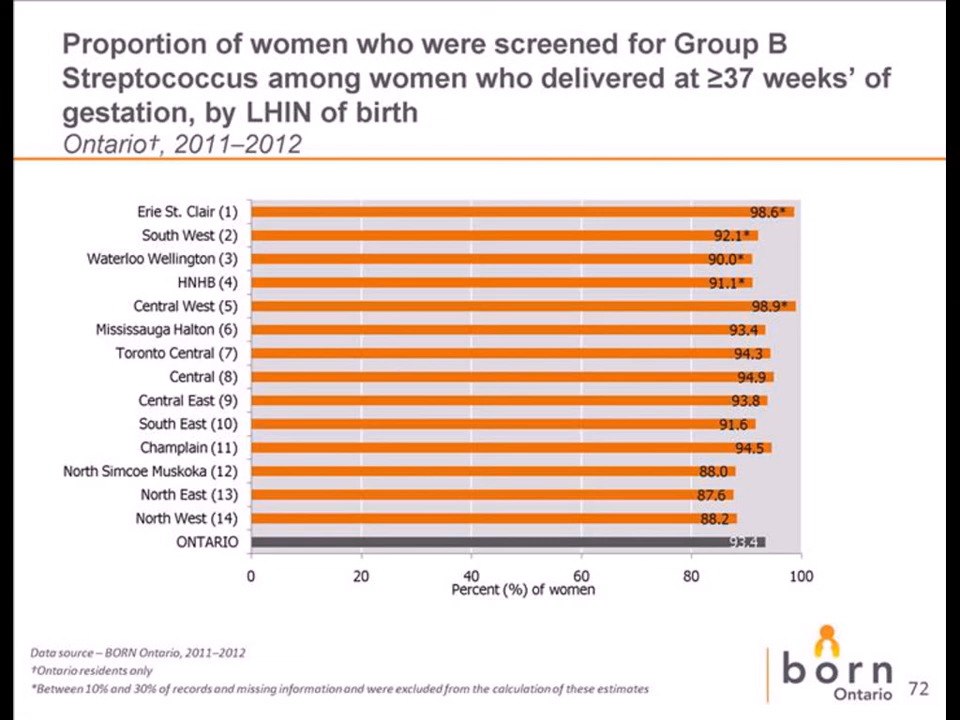 Proportion of women who were screened for Group B
Streptococcus among women who delivered at ≥37 weeks' of
gestation, by LHIN of birth
Ontario†, 2011–2012
Erie St. Clair (1) 98.6*
South West (2) 92.1*
Waterloo Wellington (3) 90.0*
HNHB (4) 91.1*
Central West (5) 98.9*
Mississauga Halton (6) 93.4
Toronto Central (7) 94.3
Central (8) 94.9
Central East (9) 93.8
South East (10) 91.6
Champlain (11) 94.5
North Simcoe Muskoka (12) 88.0
North East (13) 87.6
North West (14) 88.2
ONTARIO 93.4
0 20 40 60 80 100
Percent (%) of women
Data source – BORN Ontario, 2011–2012
†Ontario residents only
*Between 10% and 30% of records and missing information and were excluded from the calculation of these estimates
born
Ontario
72